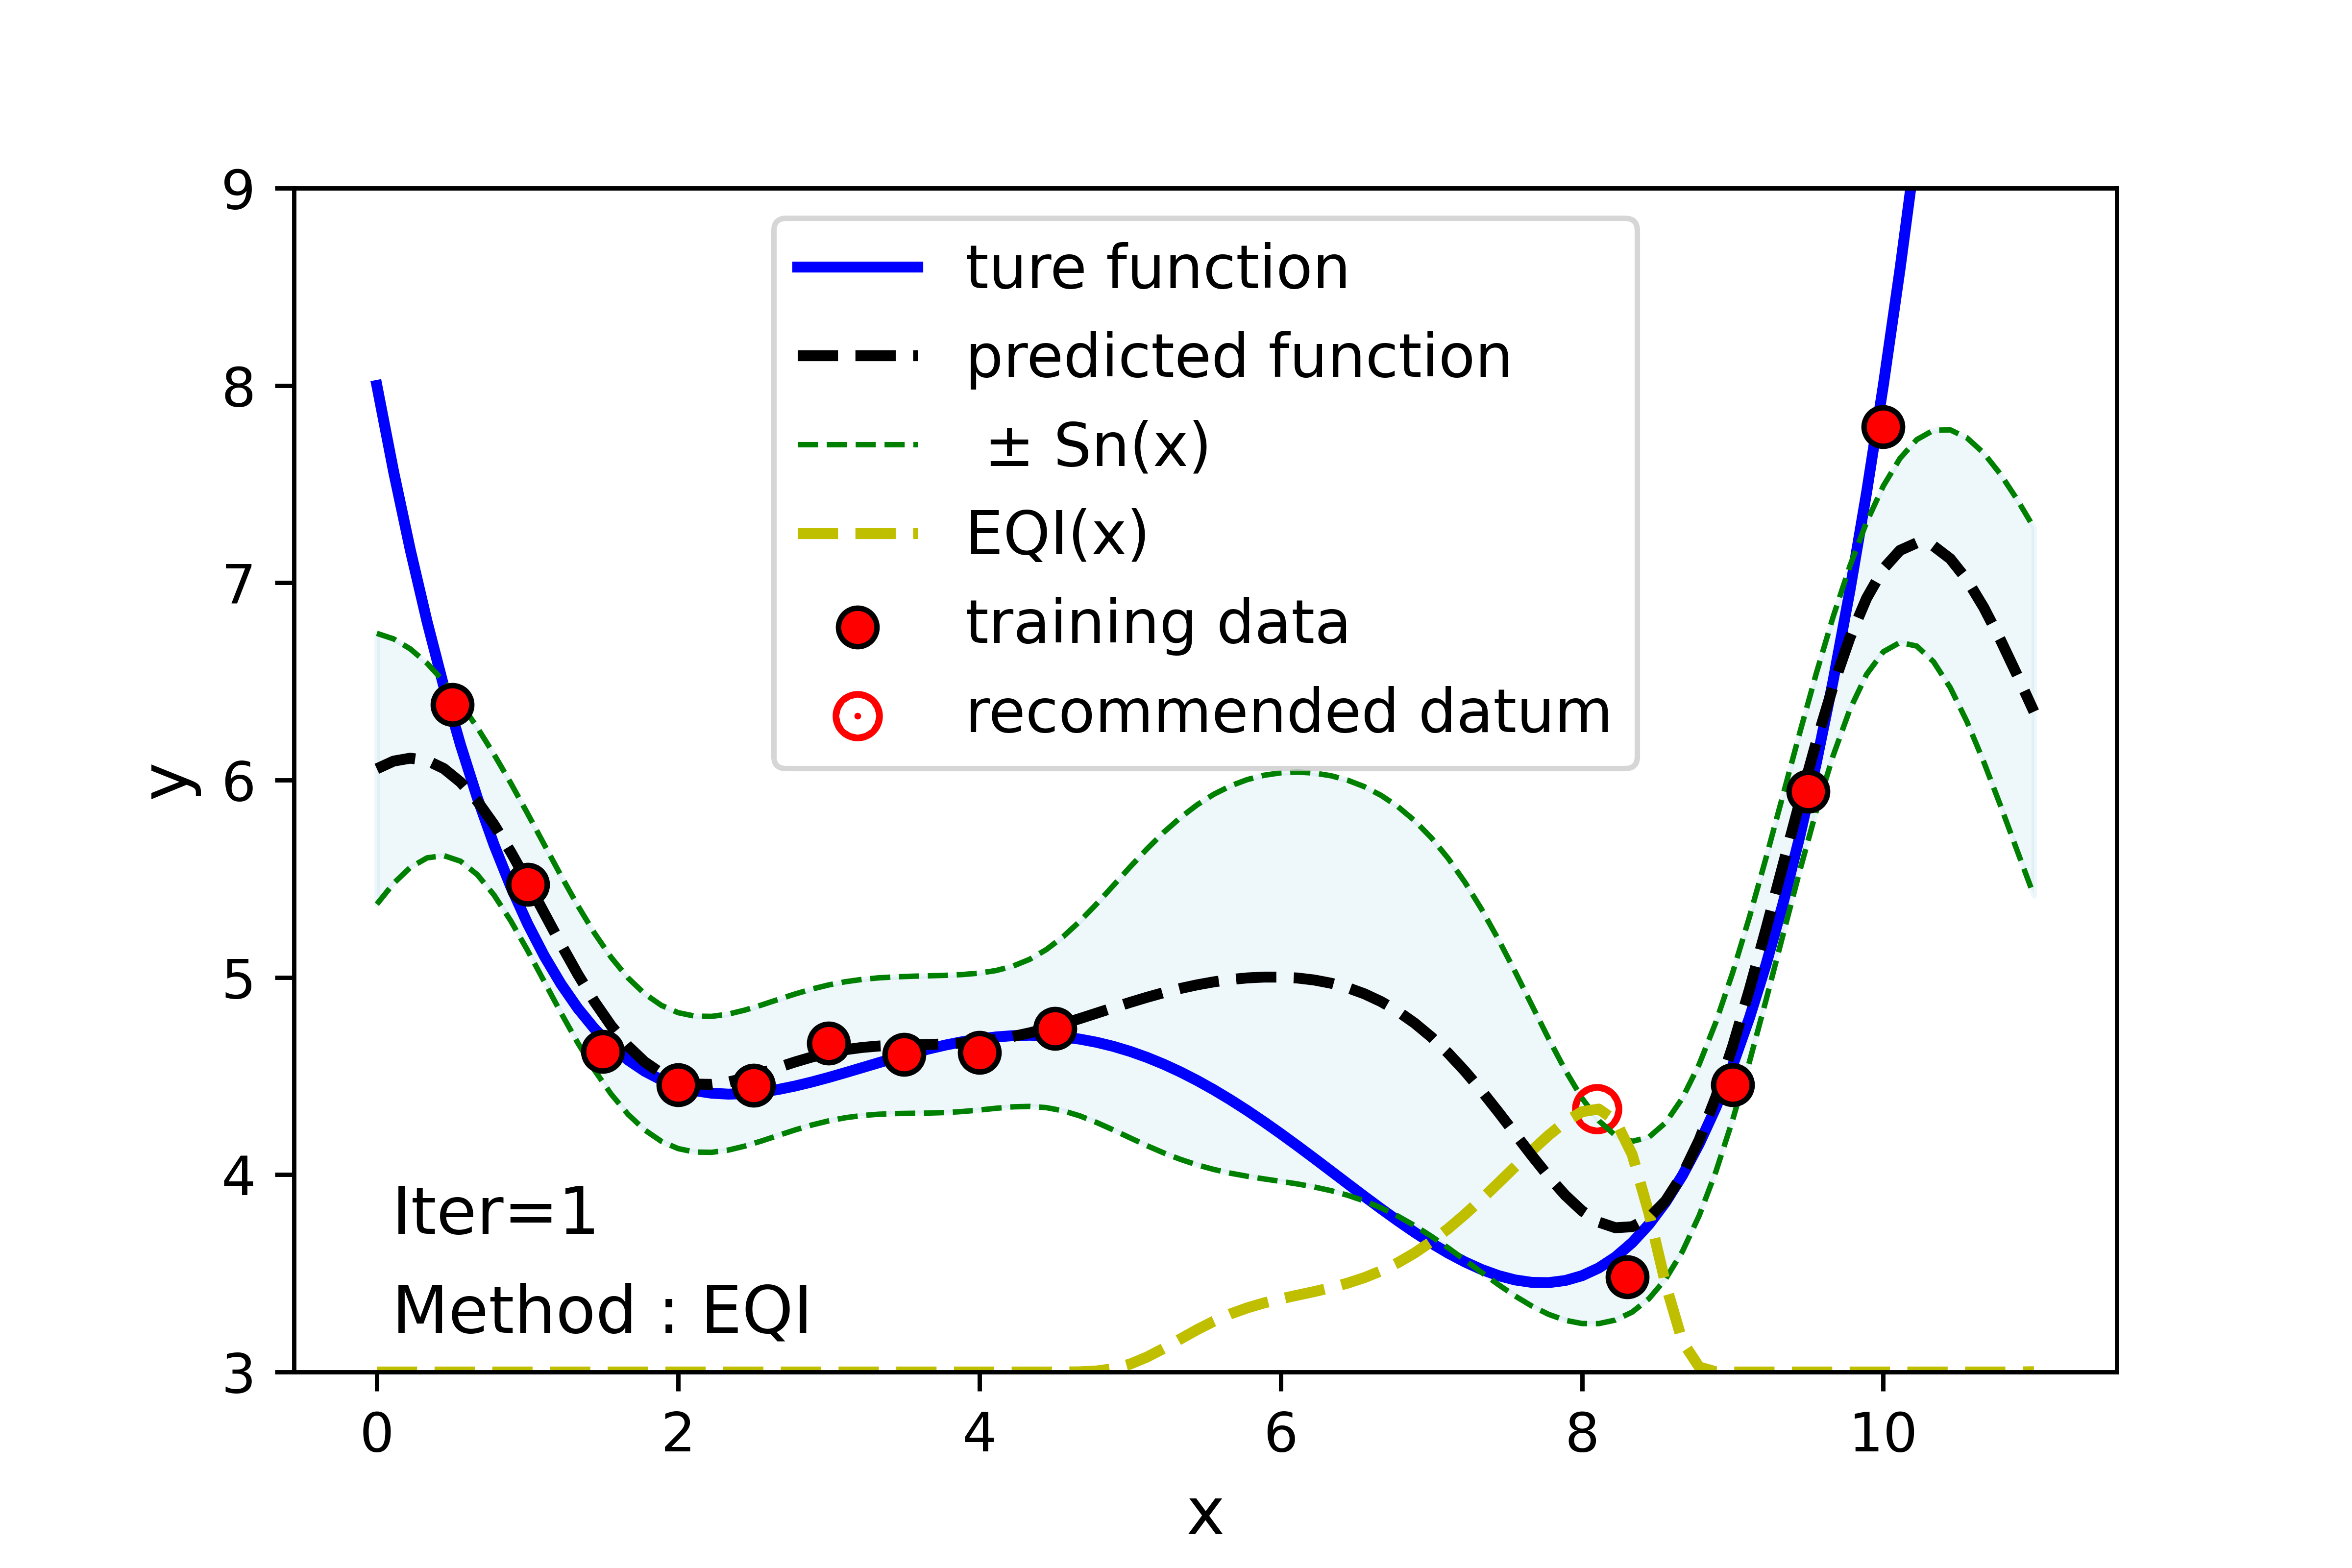 9
8
7
6
5
4
3
y
ture function
predicted function
± Sn(x)
EQI(x)
training data
recommended datum
Iter=1
Method : EQI
0 2 4 6 8 10
x